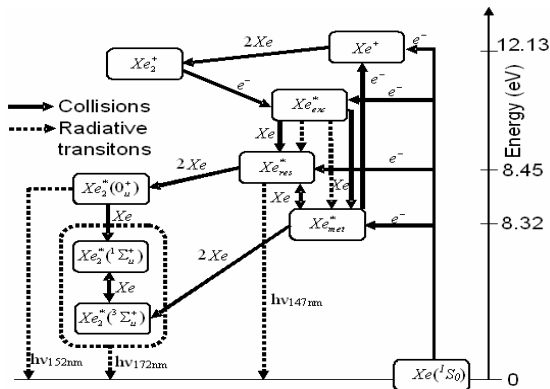 2Xe
Xe⁺
e⁻
12.13
Xe₂⁺
e⁻
e⁻
Collisions
Radiative
transitons
Xe*ₑₓₑ
e⁻
Energy (eV)
Xe
2Xe
Xe*ᵣₑₛ
Xe
e⁻
8.45
Xe₂*(0ᵤ⁺)
Xe
Xe
2Xe
Xe*ₘₑₜ
e⁻
8.32
Xe₂*(¹Σᵤ⁺)
Xe
Xe₂*(³Σᵤ⁺)
hν147nm
hν152nm
hν172nm
Xe(¹S₀)
0